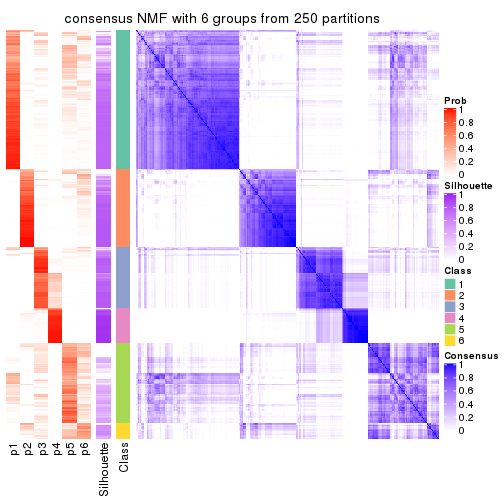 consensus NMF with 6 groups from 250 partitions
Prob
1
0.8
0.6
0.4
0.2
0
Silhouette
1
0.8
0.6
0.4
0.2
0
Class
1
2
3
4
5
6
Consensus
1
0.8
0.6
0.4
0.2
0
p1
p2
p3
p4
p5
p6
Silhouette
Class